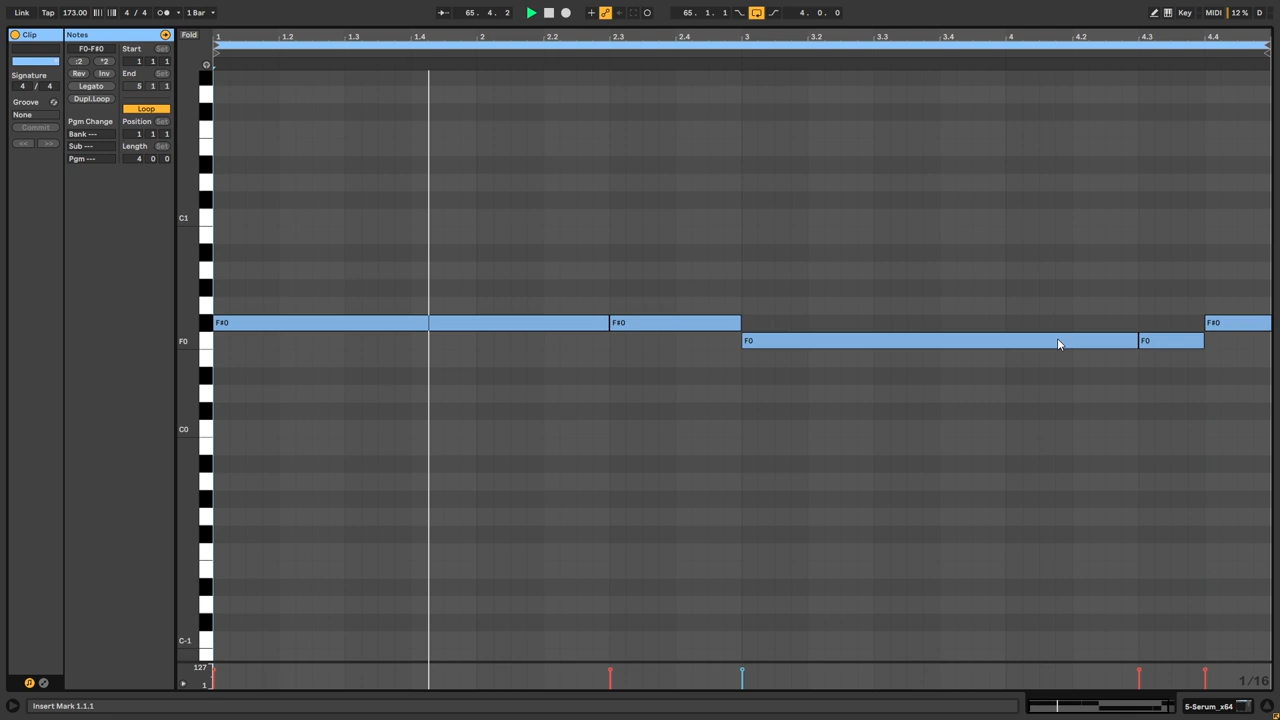 Link Tap 173.00 4 / 4 1 Bar 65. 4. 2 65. 1. 1 4. 0. 0 Key MIDI 12 % D
Clip Notes Fold 1 1.2 1.3 1.4 2 2.2 2.3 2.4 3 3.2 3.3 3.4 4 4.2 4.3 4.4
F0-F#0 Start Set
:2 *2 1 1 1
Signature Rev Inv End Set
4 / 4 Legato 5 1 1
Groove Dupl.Loop
None Loop
Commit Pgm Change Position Set
<< >> Bank --- 1 1 1
Sub --- Length Set
Pgm --- 4 0 0
C1
F#0 F#0 F#0
F0 F0 F0
C0
C-1
127
1 1/16
Insert Mark 1.1.1 5-Serum_x64